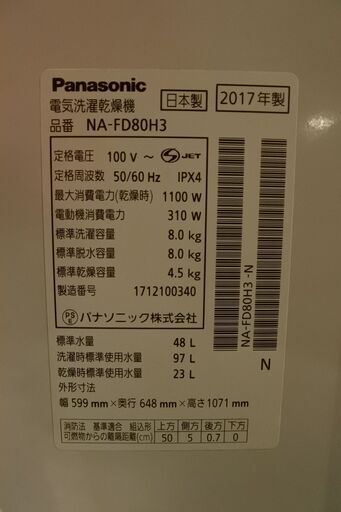 Panasonic
電気洗濯乾燥機 日本製 2017年製
品番 NA-FD80H3
定格電圧 100 V ～ S JET
定格周波数 50/60 Hz IPX4
最大消費電力(乾燥時) 1100 W
電動機消費電力 310 W
標準洗濯容量 8.0 kg
標準脱水容量 8.0 kg
標準乾燥容量 4.5 kg
製造番号 1712100340
PS E パナソニック株式会社
標準水量 48 L
洗濯時標準使用水量 97 L
乾燥時標準使用水量 23 L
外形寸法
幅 599 mm×奥行 648 mm×高さ1071 mm
消防法 基準適合 組込形 上方 側方 後方 下方
可燃物からの離隔距離(cm) 50 5 0.7 0
NA-FD80H3 -N
N